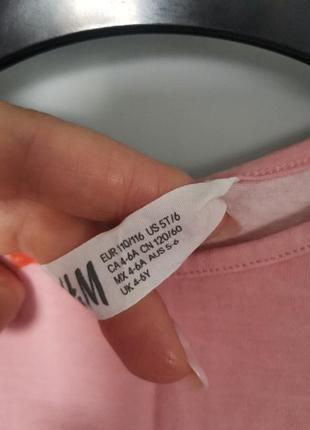 EUR 110/116 US 5T/6
CA 4-6A CN 120/60
MX 4-6A AUS 5-6
UK 4-6Y